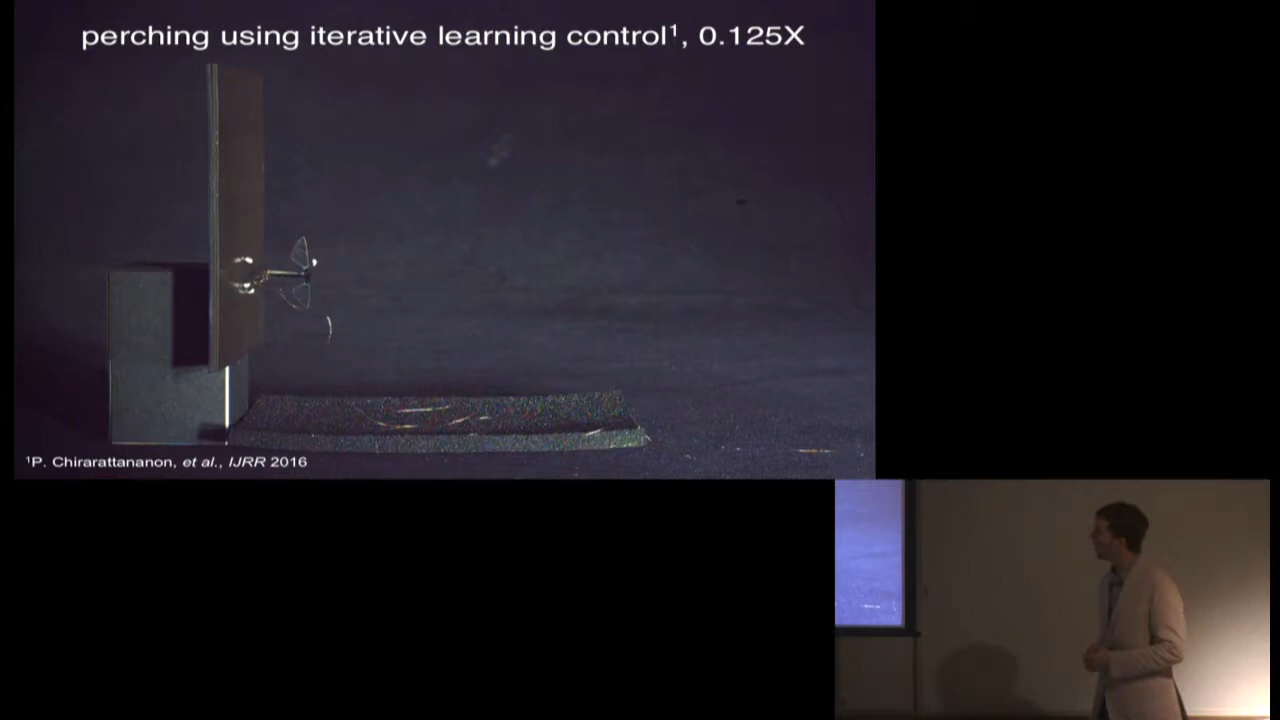 perching using iterative learning control¹, 0.125X
¹P. Chirarattananon, et al., IJRR 2016